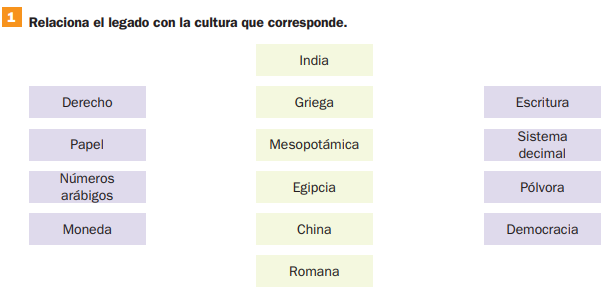 1 Relaciona el legado con la cultura que corresponde.
India
Derecho
Griega
Escritura
Papel
Mesopotámica
Sistema
decimal
Números
arábigos
Egipcia
Pólvora
Moneda
China
Democracia
Romana